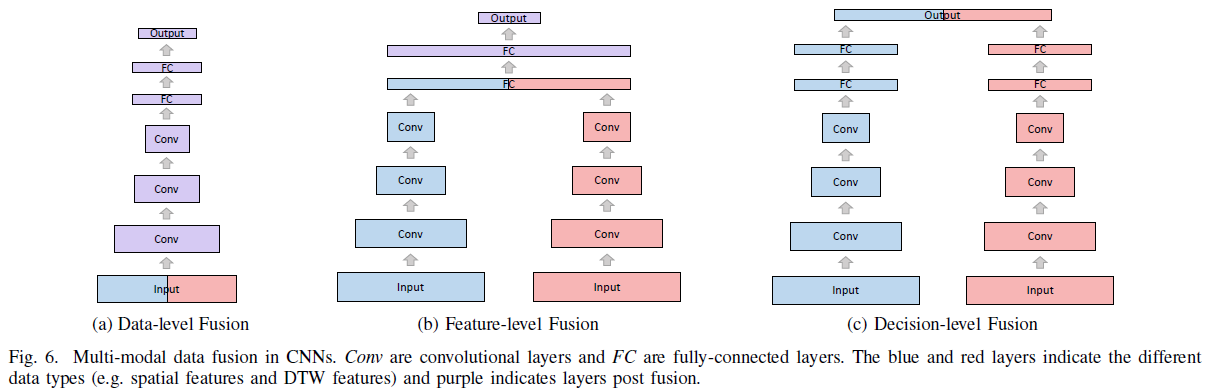 Output
FC
FC
Conv
Conv
Conv
Input
(a) Data-level Fusion
Output
FC
FC
Conv
Conv
Conv
Conv
Conv
Conv
Input
Input
(b) Feature-level Fusion
Output
FC
FC
FC
FC
Conv
Conv
Conv
Conv
Conv
Conv
Input
Input
(c) Decision-level Fusion
Fig. 6. Multi-modal data fusion in CNNs. Conv are convolutional layers and FC are fully-connected layers. The blue and red layers indicate the different
data types (e.g. spatial features and DTW features) and purple indicates layers post fusion.